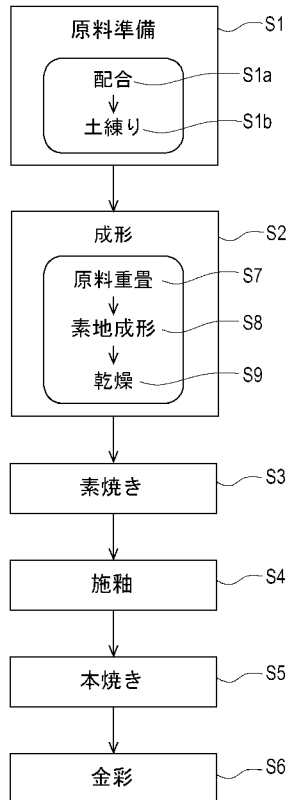 原料準備 S1
配合 S1a
土練り S1b
成形 S2
原料重畳 S7
素地成形 S8
乾燥 S9
素焼き S3
施釉 S4
本焼き S5
金彩 S6